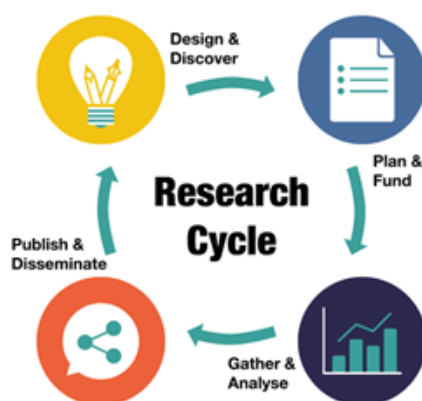 Design &
Discover
Plan &
Fund
Research
Cycle
Publish &
Disseminate
Gather &
Analyse